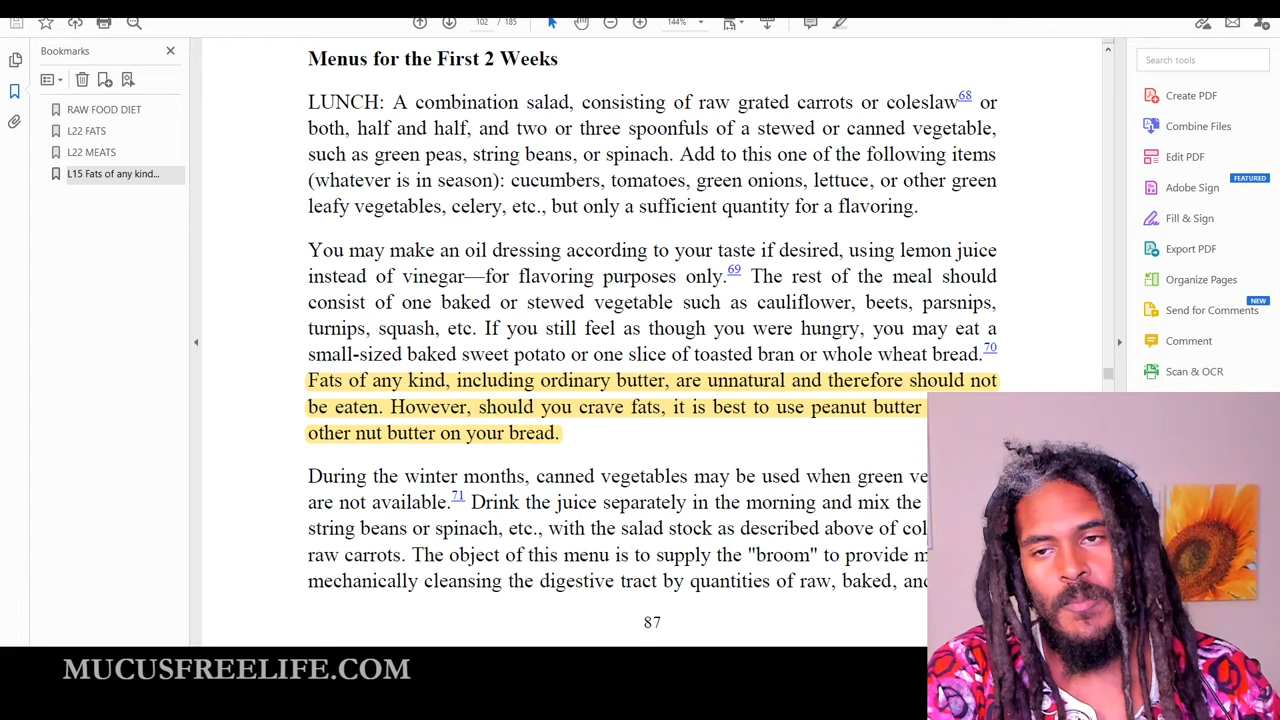 102 / 185
144%
Bookmarks
RAW FOOD DIET
L22 FATS
L22 MEATS
L15 Fats of any kind...
Menus for the First 2 Weeks
LUNCH: A combination salad, consisting of raw grated carrots or coleslaw68 or
both, half and half, and two or three spoonfuls of a stewed or canned vegetable,
such as green peas, string beans, or spinach. Add to this one of the following items
(whatever is in season): cucumbers, tomatoes, green onions, lettuce, or other green
leafy vegetables, celery, etc., but only a sufficient quantity for a flavoring.
You may make an oil dressing according to your taste if desired, using lemon juice
instead of vinegar—for flavoring purposes only.69 The rest of the meal should
consist of one baked or stewed vegetable such as cauliflower, beets, parsnips,
turnips, squash, etc. If you still feel as though you were hungry, you may eat a
small-sized baked sweet potato or one slice of toasted bran or whole wheat bread.70
Fats of any kind, including ordinary butter, are unnatural and therefore should not
be eaten. However, should you crave fats, it is best to use peanut butter
other nut butter on your bread.
During the winter months, canned vegetables may be used when green ve
are not available.71 Drink the juice separately in the morning and mix the
string beans or spinach, etc., with the salad stock as described above of col
raw carrots. The object of this menu is to supply the "broom" to provide m
mechanically cleansing the digestive tract by quantities of raw, baked, and
87
Search tools
Create PDF
Combine Files
Edit PDF
FEATURED
Adobe Sign
Fill & Sign
Export PDF
Organize Pages
NEW
Send for Comments
Comment
Scan & OCR
MUCUSFREELIFE.COM